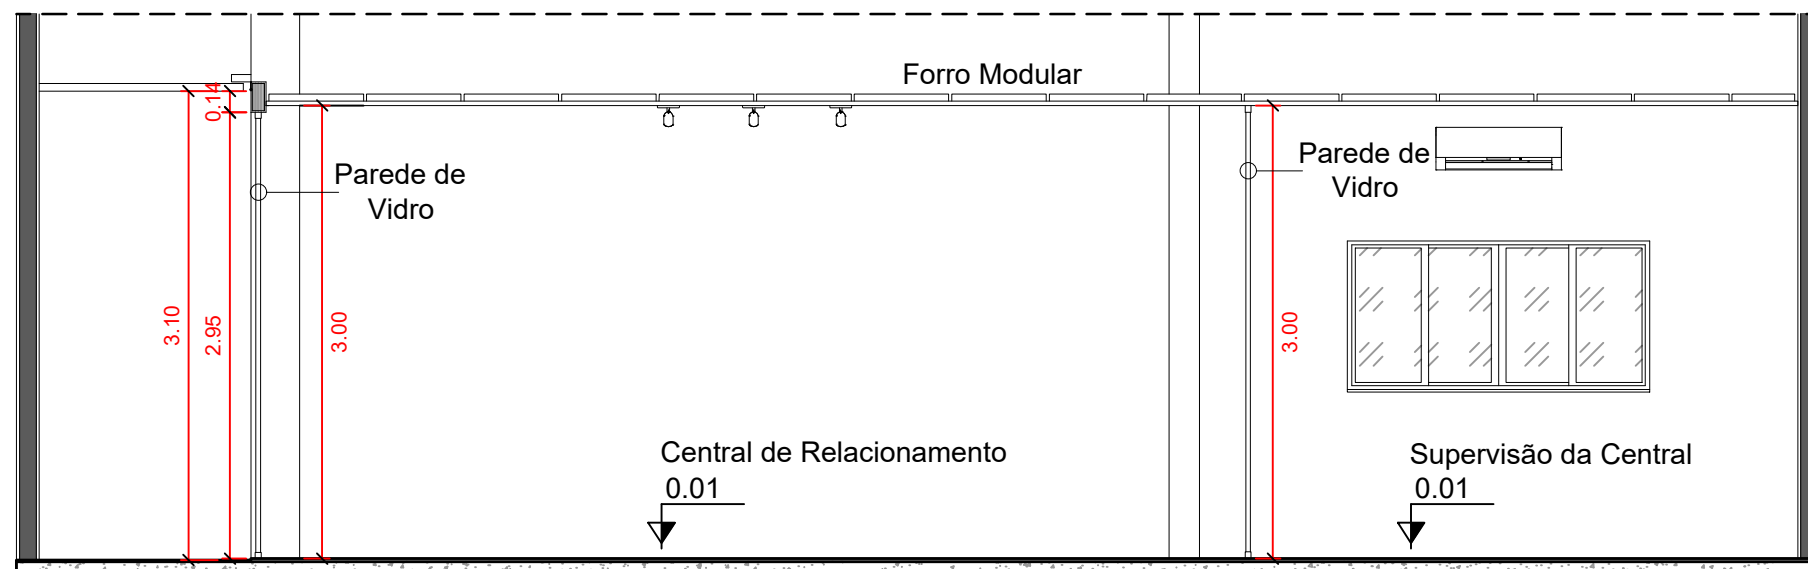 Forro Modular
0.14
Parede de
Vidro
Parede de
Vidro
3.10
2.95
3.00
3.00
Central de Relacionamento
0.01
Supervisão da Central
0.01